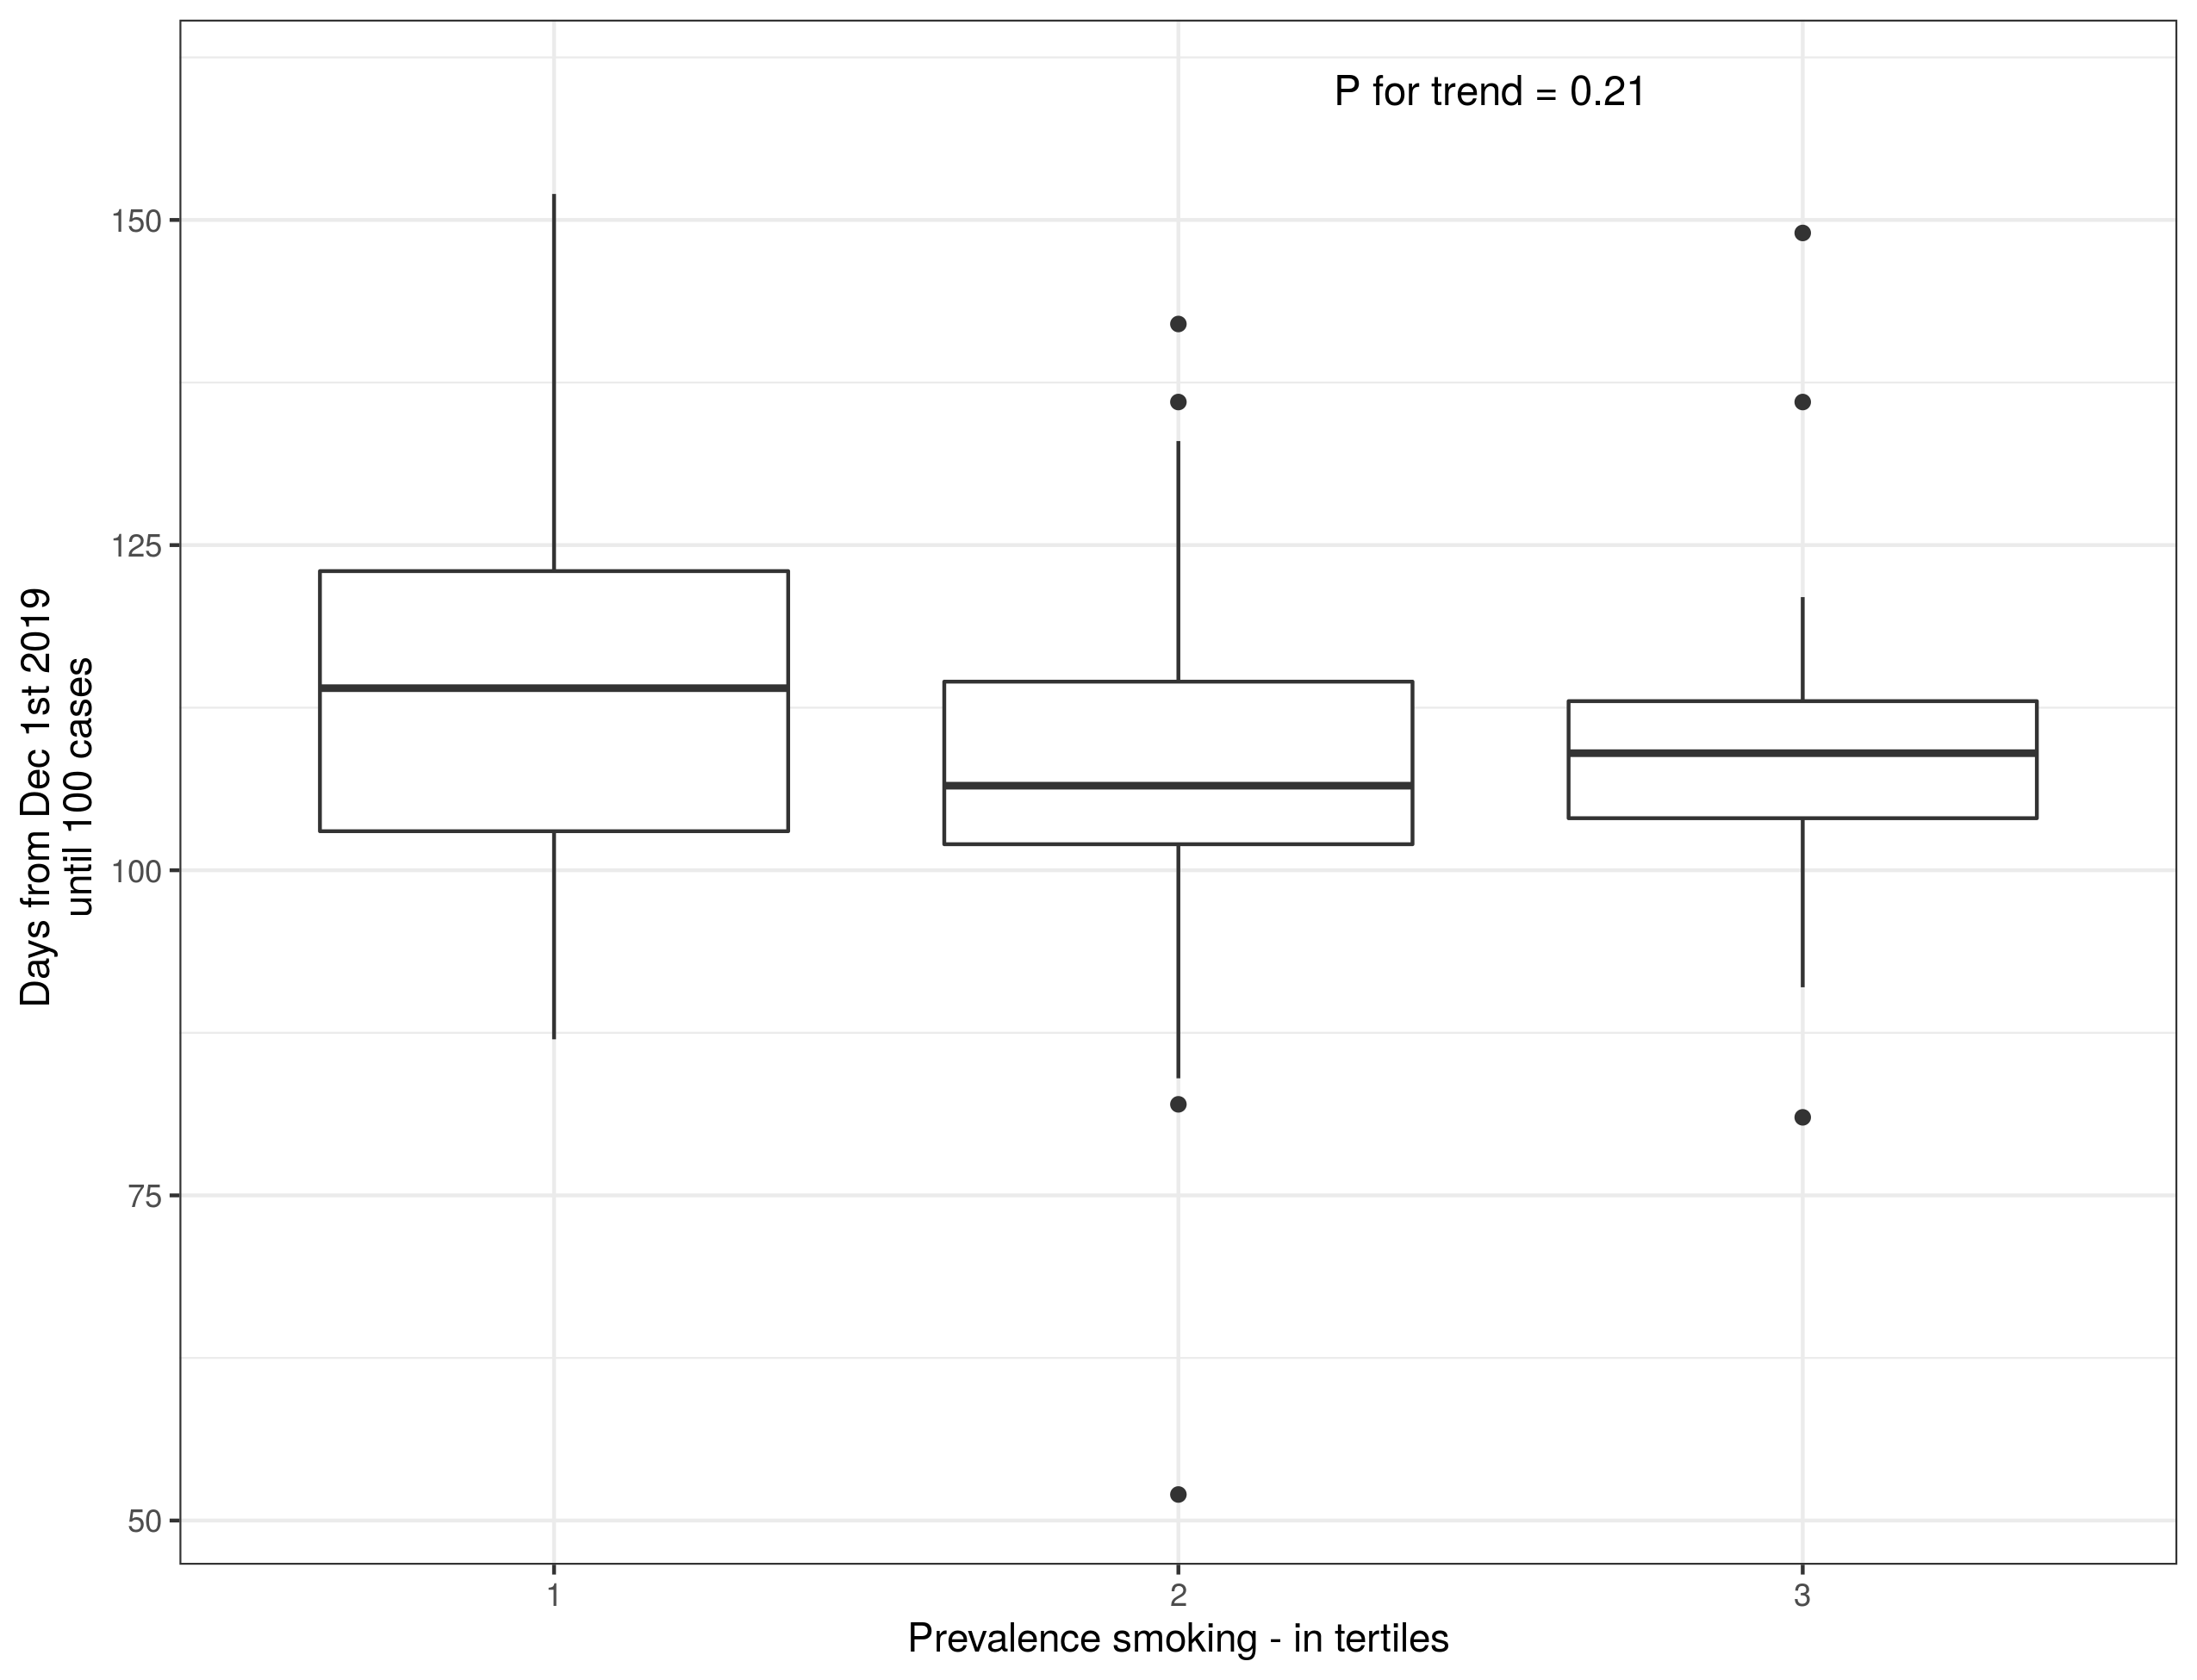 P for trend = 0.21
150
125
100
75
50
Days from Dec 1st 2019
until 100 cases
1
2
3
Prevalence smoking - in tertiles